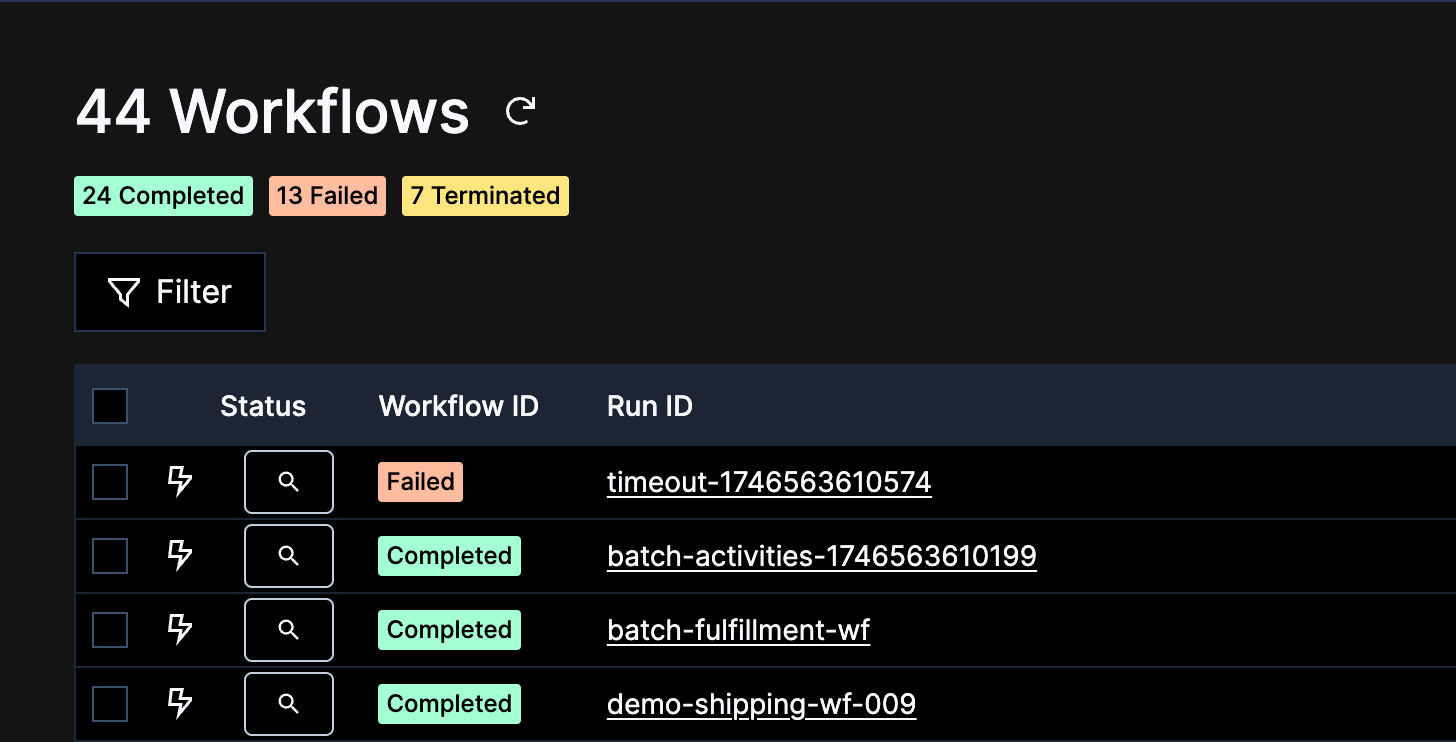 44 Workflows
24 Completed 13 Failed 7 Terminated
Filter
Status Workflow ID Run ID
Failed timeout-1746563610574
Completed batch-activities-1746563610199
Completed batch-fulfillment-wf
Completed demo-shipping-wf-009